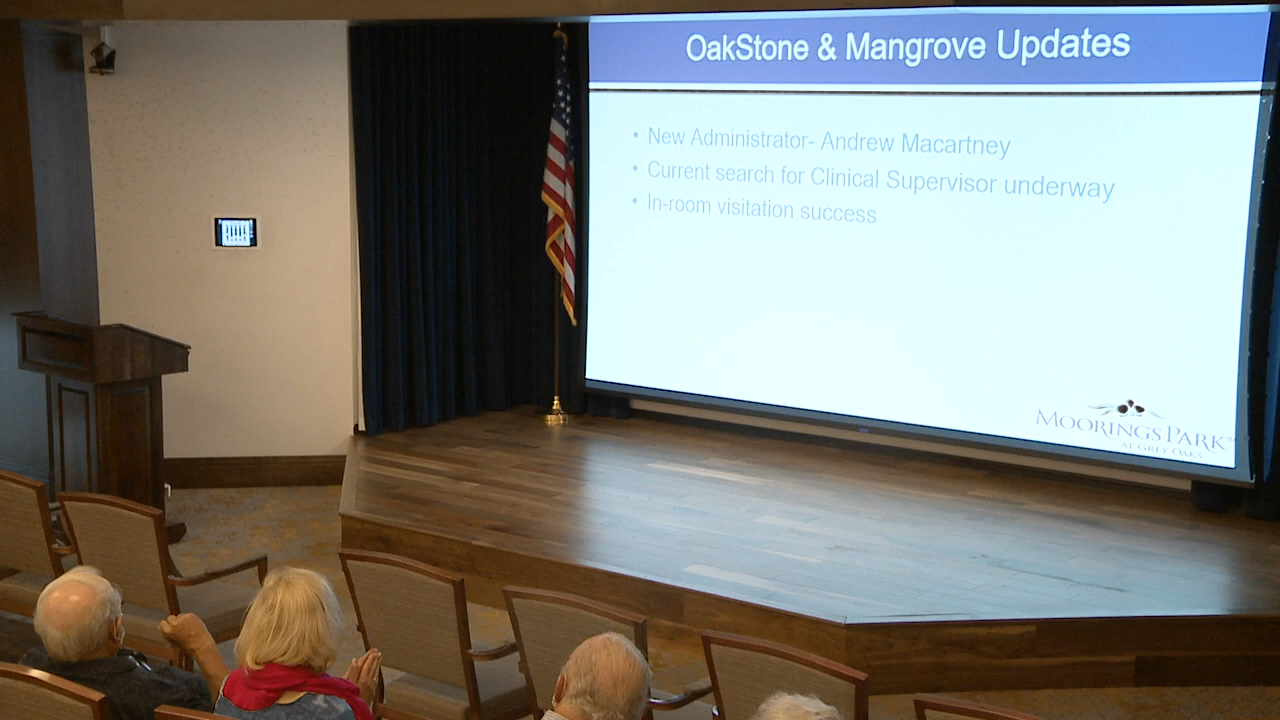 OakStone & Mangrove Updates
• New Administrator- Andrew Macartney
• Current search for Clinical Supervisor underway
• In-room visitation success
MOORINGS PARK®
AT GREY OAKS